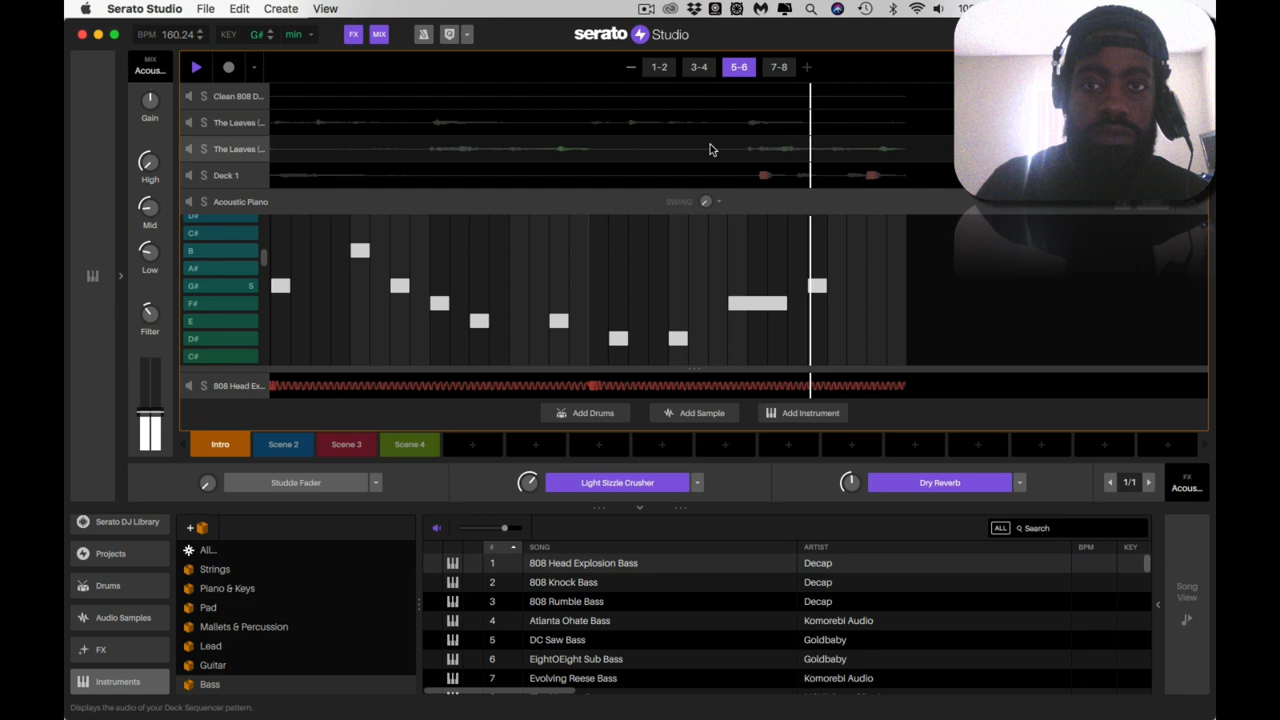 Serato Studio File Edit Create View
BPM 160.24 KEY G# min FX MIX serato Studio
MIX
Acous...
1-2 3-4 5-6 7-8
Gain
High
Mid
Low
Filter
S Clean 808 D...
S The Leaves (...
S The Leaves (...
S Deck 1
Acoustic Piano SWING
D#
C#
B
A#
G# 5
F#
E
D#
C#
S 808 Head Ex...
Add Drums Add Sample Add Instrument
Intro Scene 2 Scene 3 Scene 4
Studda Fader Light Sizzle Crusher Dry Reverb 1/1
FX
Acous...
Serato DJ Library
Projects
Drums
Audio Samples
FX
Instruments
All...
Strings
Piano & Keys
Pad
Mallets & Percussion
Lead
Guitar
Bass
ALL Search
# SONG ARTIST BPM KEY
1 808 Head Explosion Bass Decap
2 808 Knock Bass Decap
3 808 Rumble Bass Decap
4 Atlanta Ohate Bass Komorebi Audio
5 DC Saw Bass Goldbaby
6 EightOEight Sub Bass Goldbaby
7 Evolving Reese Bass Komorebi Audio
Song
View
Displays the audio of your Deck Sequencer pattern.